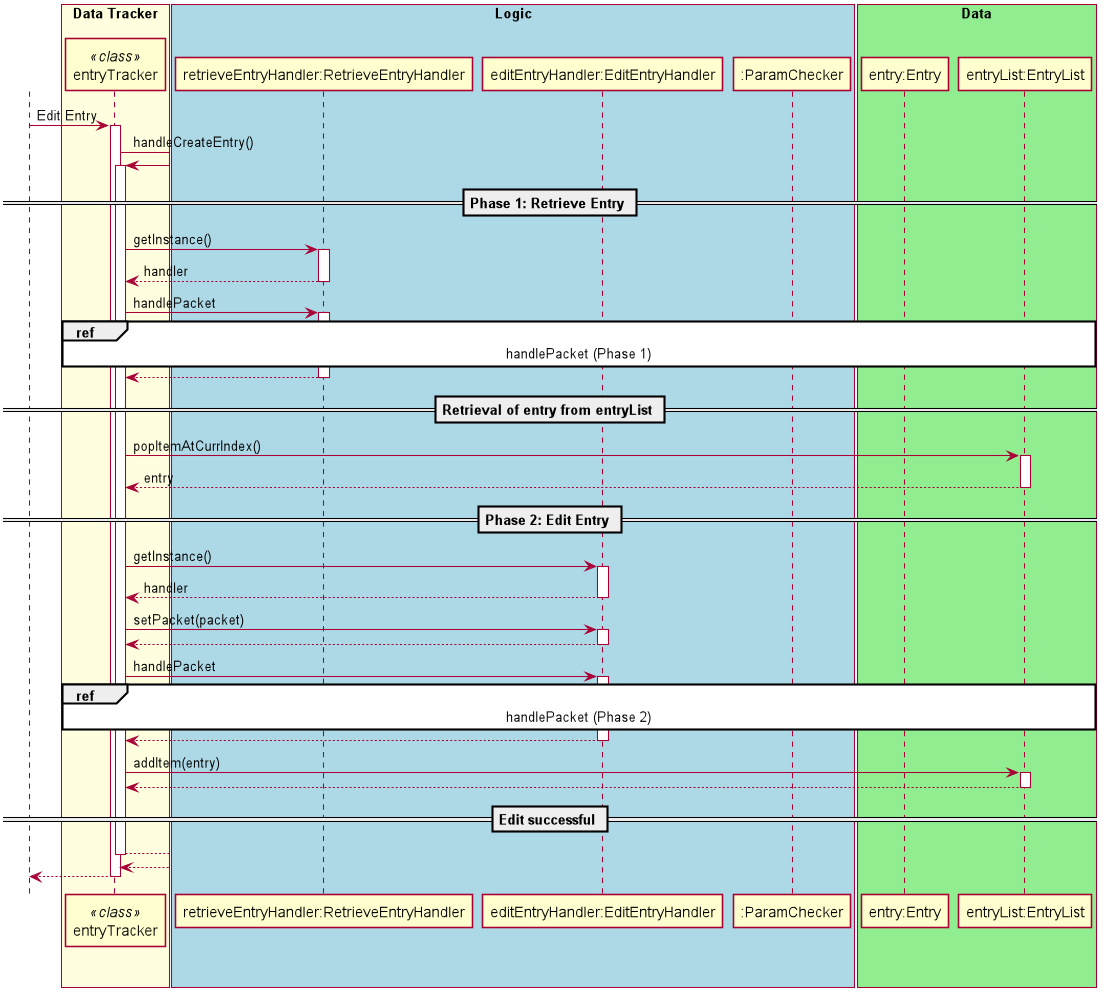 Data Tracker
Logic
Data
«class»
entryTracker
retrieveEntryHandler:RetrieveEntryHandler
editEntryHandler:EditEntryHandler
:ParamChecker
entry:Entry
entryList:EntryList
Edit Entry
handleCreateEntry()
Phase 1: Retrieve Entry
getInstance()
handler
handlePacket
ref
handlePacket (Phase 1)
Retrieval of entry from entryList
popItemAtCurrIndex()
entry
Phase 2: Edit Entry
getInstance()
handler
setPacket(packet)
handlePacket
ref
handlePacket (Phase 2)
addItem(entry)
Edit successful
«class»
entryTracker
retrieveEntryHandler:RetrieveEntryHandler
editEntryHandler:EditEntryHandler
:ParamChecker
entry:Entry
entryList:EntryList